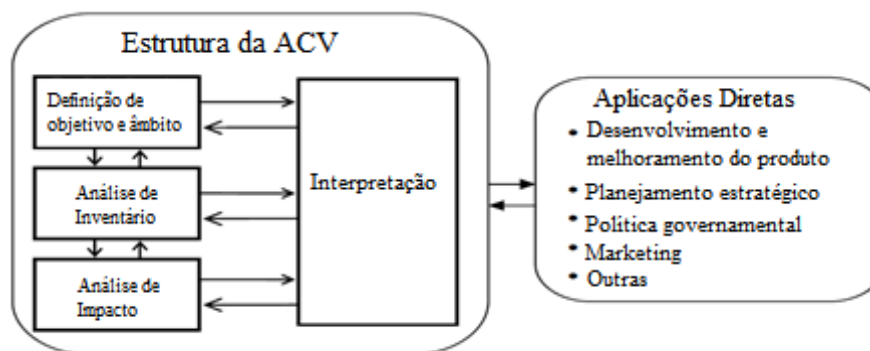 Estrutura da ACV
Definição de
objetivo e âmbito
Análise de
Inventário
Análise de
Impacto
Interpretação
Aplicações Diretas
• Desenvolvimento e
melhoramento do produto
• Planejamento estratégico
• Política governamental
• Marketing
• Outras